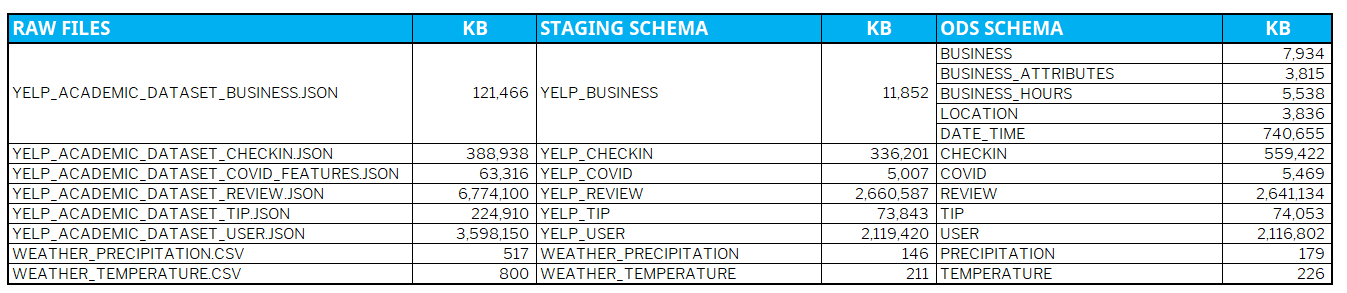 RAW FILES KB STAGING SCHEMA KB ODS SCHEMA KB
BUSINESS 7,934
BUSINESS_ATTRIBUTES 3,815
YELP_ACADEMIC_DATASET_BUSINESS.JSON 121,466 YELP_BUSINESS 11,852 BUSINESS_HOURS 5,538
LOCATION 3,836
DATE_TIME 740,655
YELP_ACADEMIC_DATASET_CHECKIN.JSON 388,938 YELP_CHECKIN 336,201 CHECKIN 559,422
YELP_ACADEMIC_DATASET_COVID_FEATURES.JSON 63,316 YELP_COVID 5,007 COVID 5,469
YELP_ACADEMIC_DATASET_REVIEW.JSON 6,774,100 YELP_REVIEW 2,660,587 REVIEW 2,641,134
YELP_ACADEMIC_DATASET_TIP.JSON 224,910 YELP_TIP 73,843 TIP 74,053
YELP_ACADEMIC_DATASET_USER.JSON 3,598,150 YELP_USER 2,119,420 USER 2,116,802
WEATHER_PRECIPITATION.CSV 517 WEATHER_PRECIPITATION 146 PRECIPITATION 179
WEATHER_TEMPERATURE.CSV 800 WEATHER_TEMPERATURE 211 TEMPERATURE 226